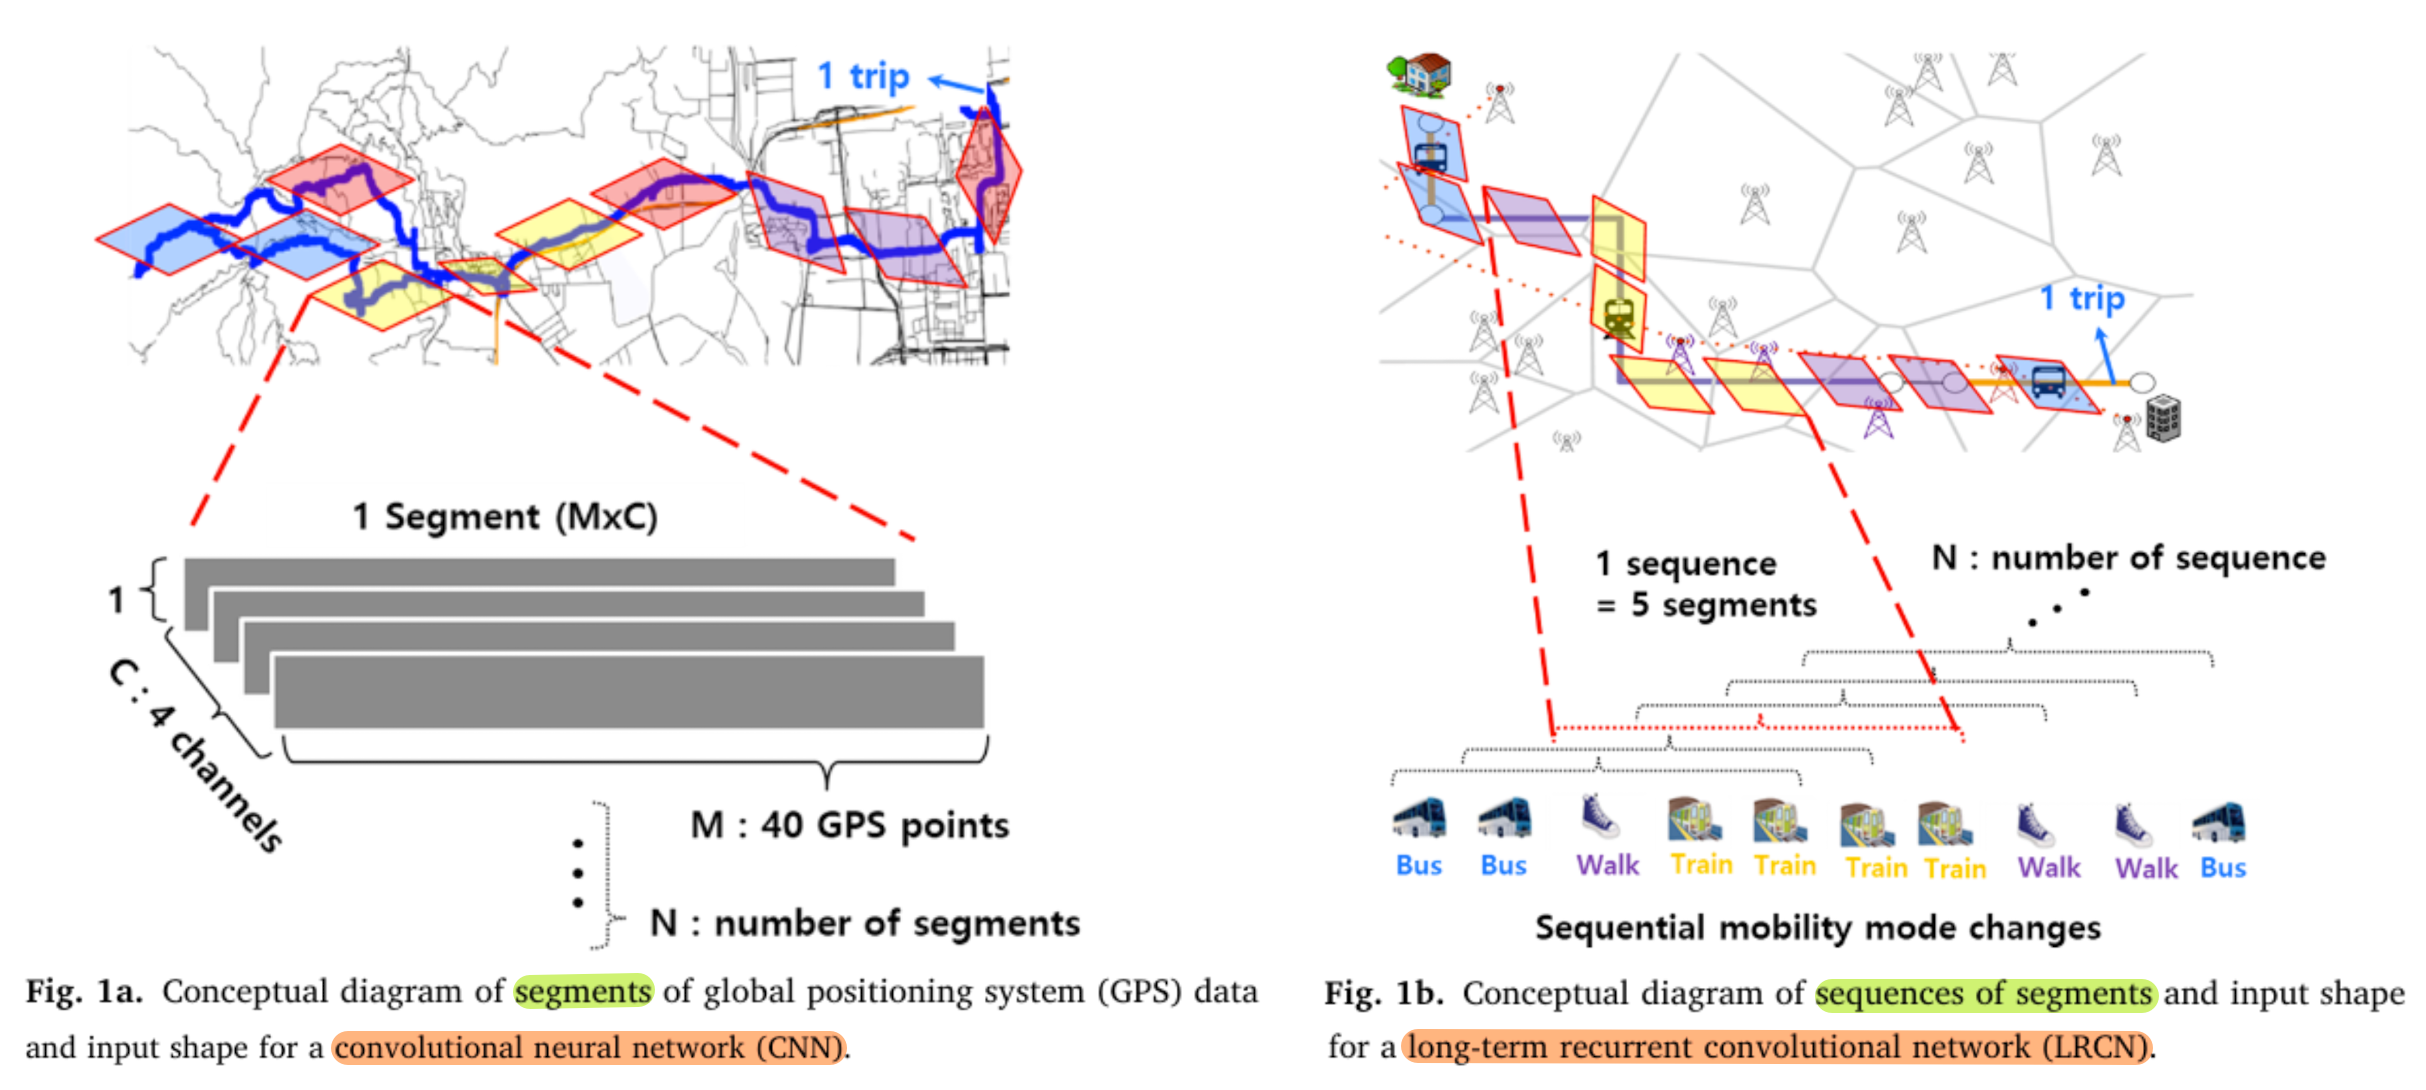 1 trip
1 Segment (MxC)
1
C : 4 channels
M : 40 GPS points
N : number of segments
Fig. 1a. Conceptual diagram of segments of global positioning system (GPS) data
and input shape for a convolutional neural network (CNN).
1 trip
1 sequence
= 5 segments
N : number of sequence
Bus Bus Walk Train Train Train Train Walk Walk Bus
Sequential mobility mode changes
Fig. 1b. Conceptual diagram of sequences of segments and input shape
for a long-term recurrent convolutional network (LRCN).